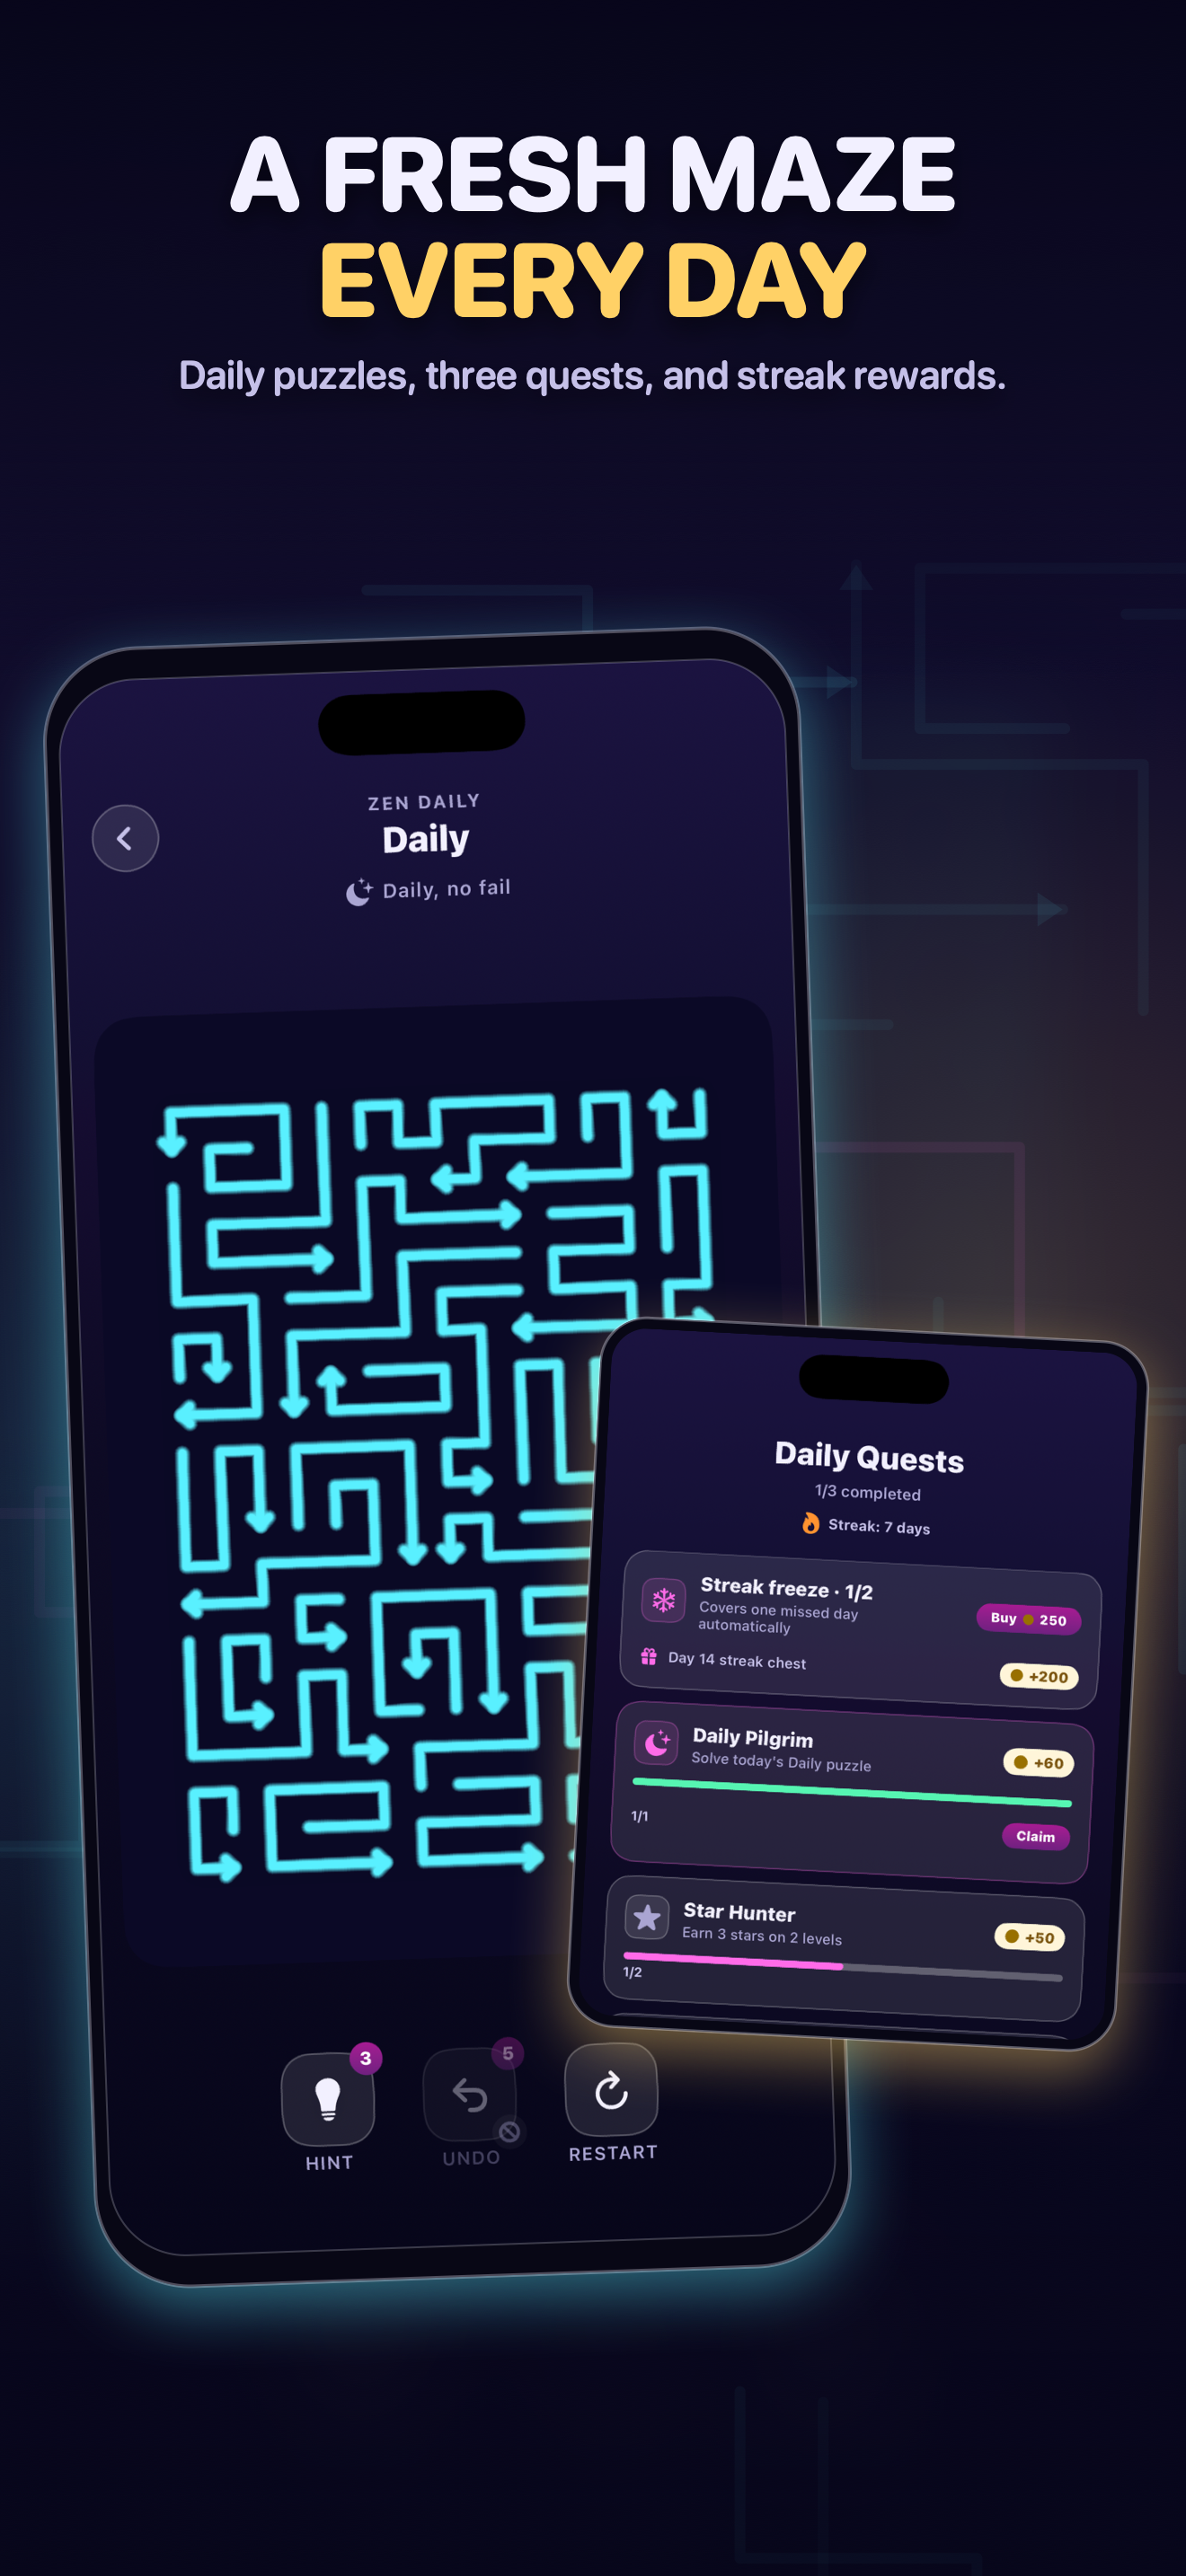 A FRESH MAZE
EVERY DAY
Daily puzzles, three quests, and streak rewards.
ZEN DAILY
Daily
Daily, no fail
Daily Quests
1/3 completed
Streak: 7 days
Streak freeze · 1/2
Covers one missed day
automatically
Buy 250
Day 14 streak chest
+200
Daily Pilgrim
Solve today's Daily puzzle
+60
1/1
Claim
Star Hunter
Earn 3 stars on 2 levels
+50
1/2
3
HINT
5
UNDO
RESTART